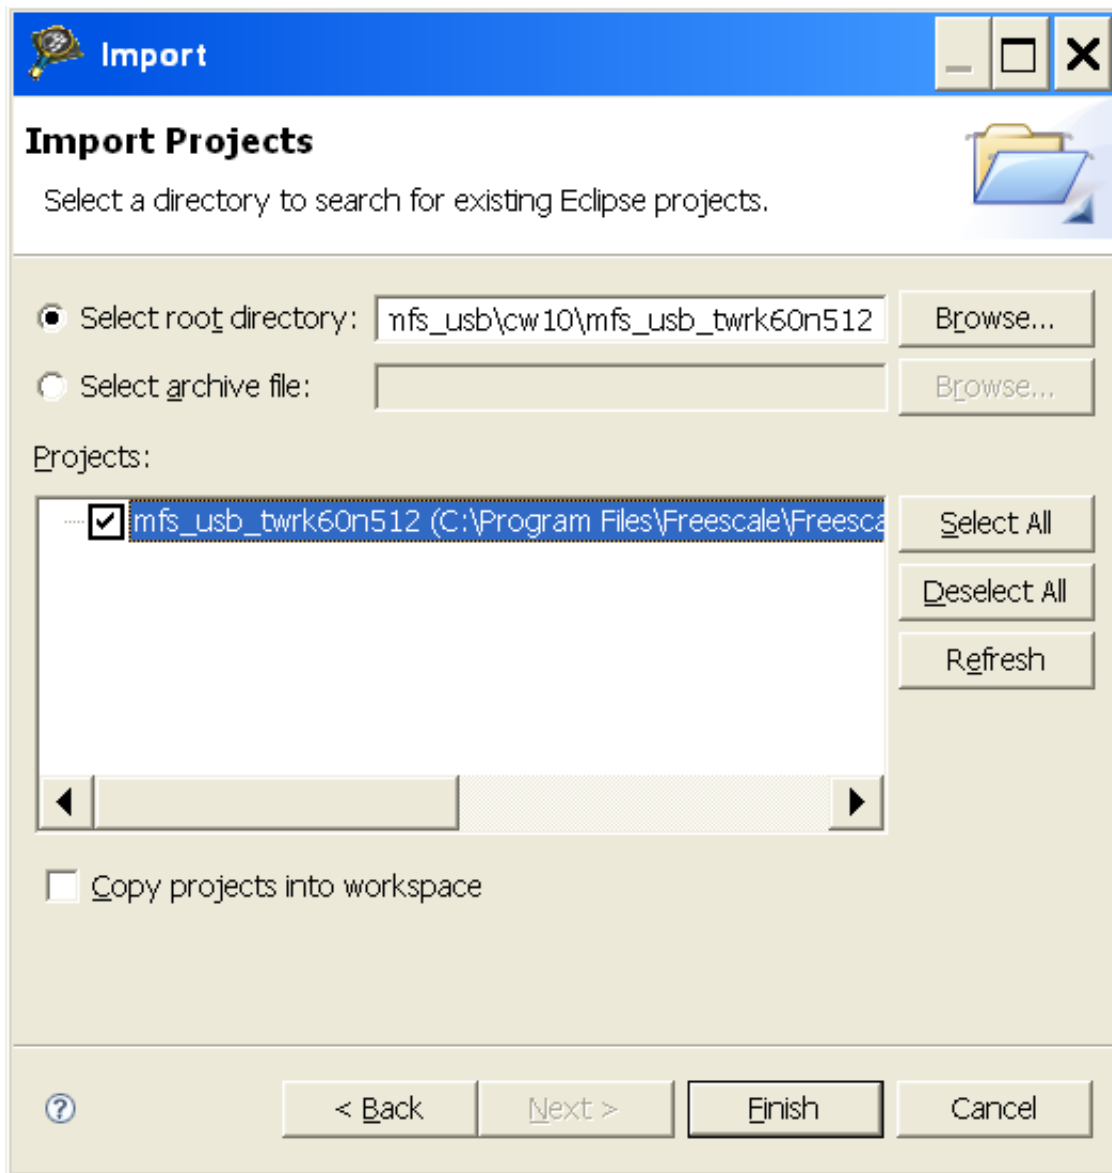 Import
Import Projects
Select a directory to search for existing Eclipse projects.
Select root directory: mfs_usb\cw10\mfs_usb_twrk60n512 Browse...
Select archive file: Browse...
Projects:
mfs_usb_twrk60n512 (C:\Program Files\Freescale\Freesca
Select All
Deselect All
Refresh
Copy projects into workspace
? < Back Next > Finish Cancel